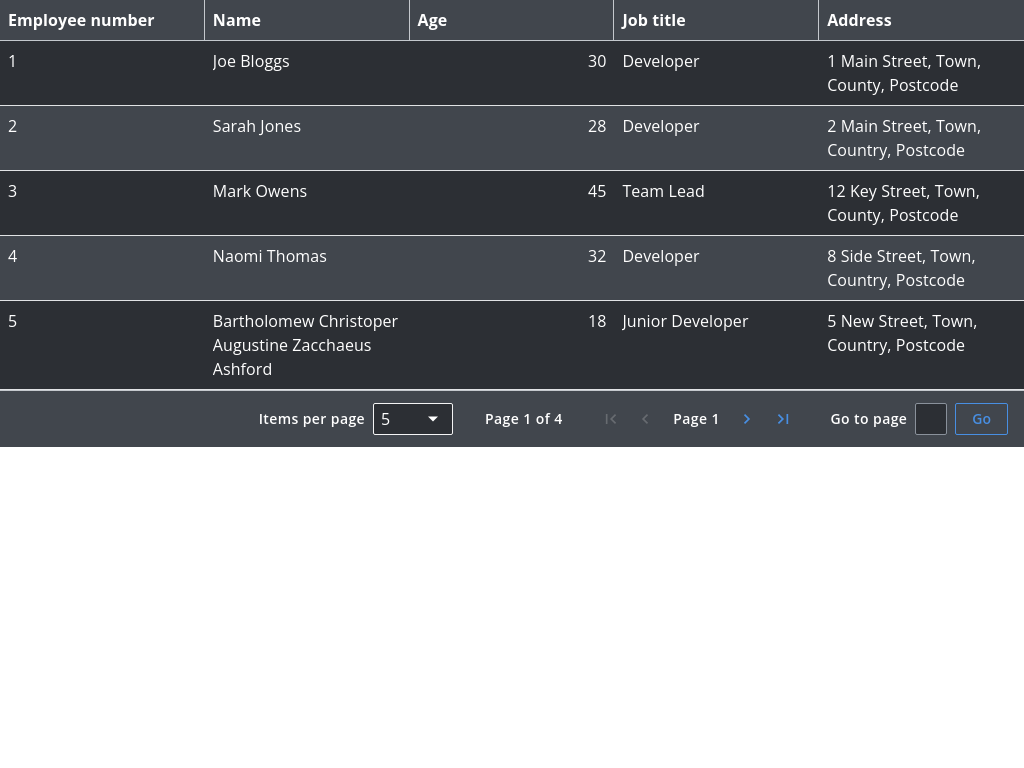 Employee number Name Age Job title Address
1 Joe Bloggs 30 Developer 1 Main Street, Town,
County, Postcode
2 Sarah Jones 28 Developer 2 Main Street, Town,
Country, Postcode
3 Mark Owens 45 Team Lead 12 Key Street, Town,
County, Postcode
4 Naomi Thomas 32 Developer 8 Side Street, Town,
Country, Postcode
5 Bartholomew Christoper 18 Junior Developer 5 New Street, Town,
Augustine Zacchaeus Country, Postcode
Ashford
Items per page 5 Page 1 of 4 Page 1 Go to page Go